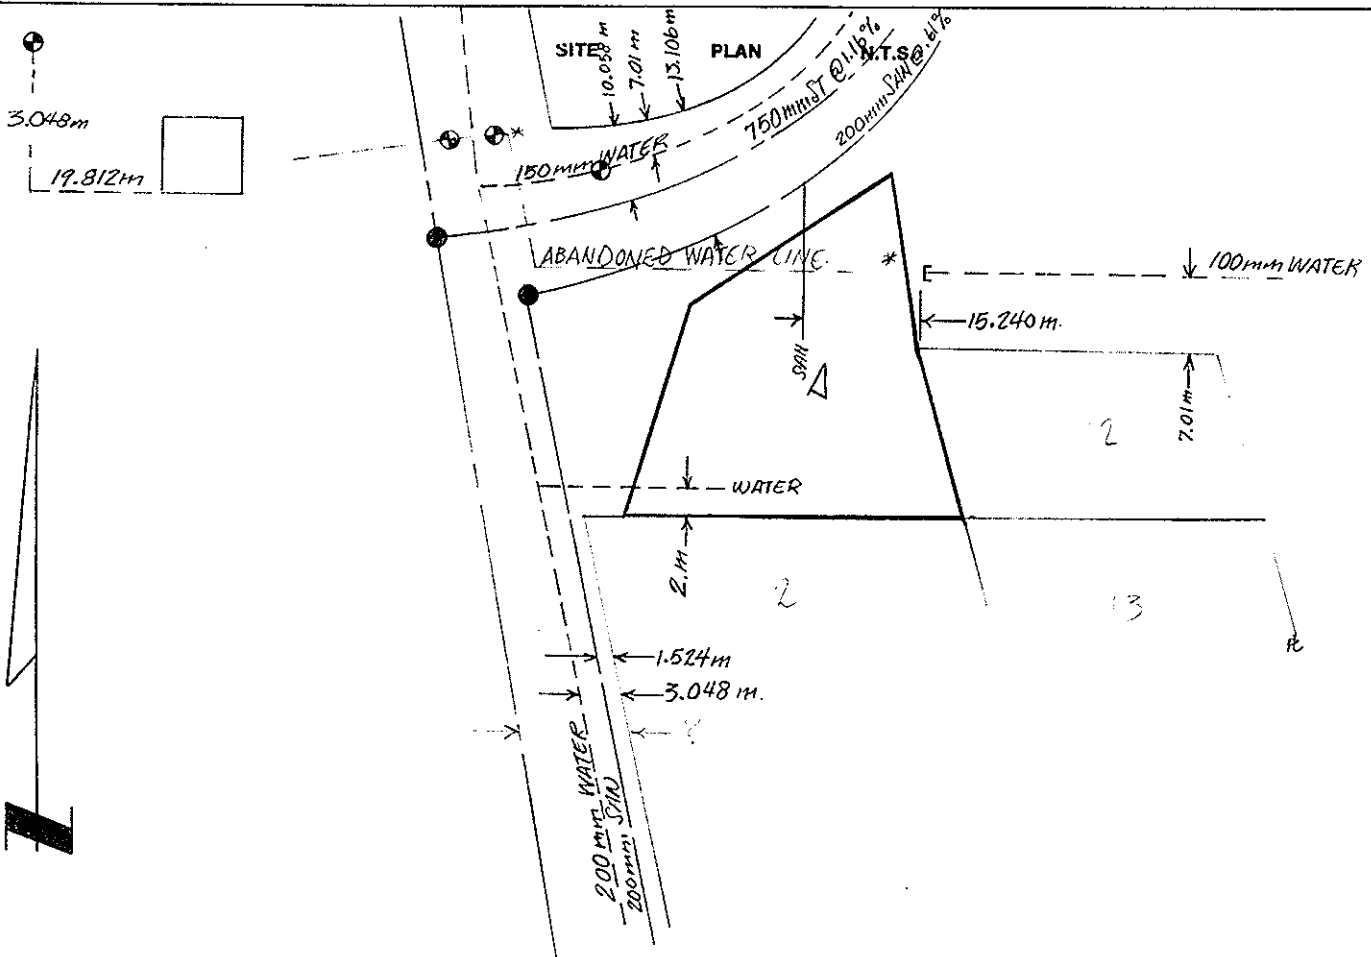 SITE PLAN N.T.S.
10.058 m
7.01 m
13.106 m
750mm ST @ 1.16%
200mm SAN @ .61%
3.048m
19.812m
*
150mm WATER
ABANDONED WATER LINE.
*
100mm WATER
15.240 m.
SAN
7.01m
2
WATER
2.m
2
13
1.524m
3.048 m.
?
200mm WATER
200mm SAN